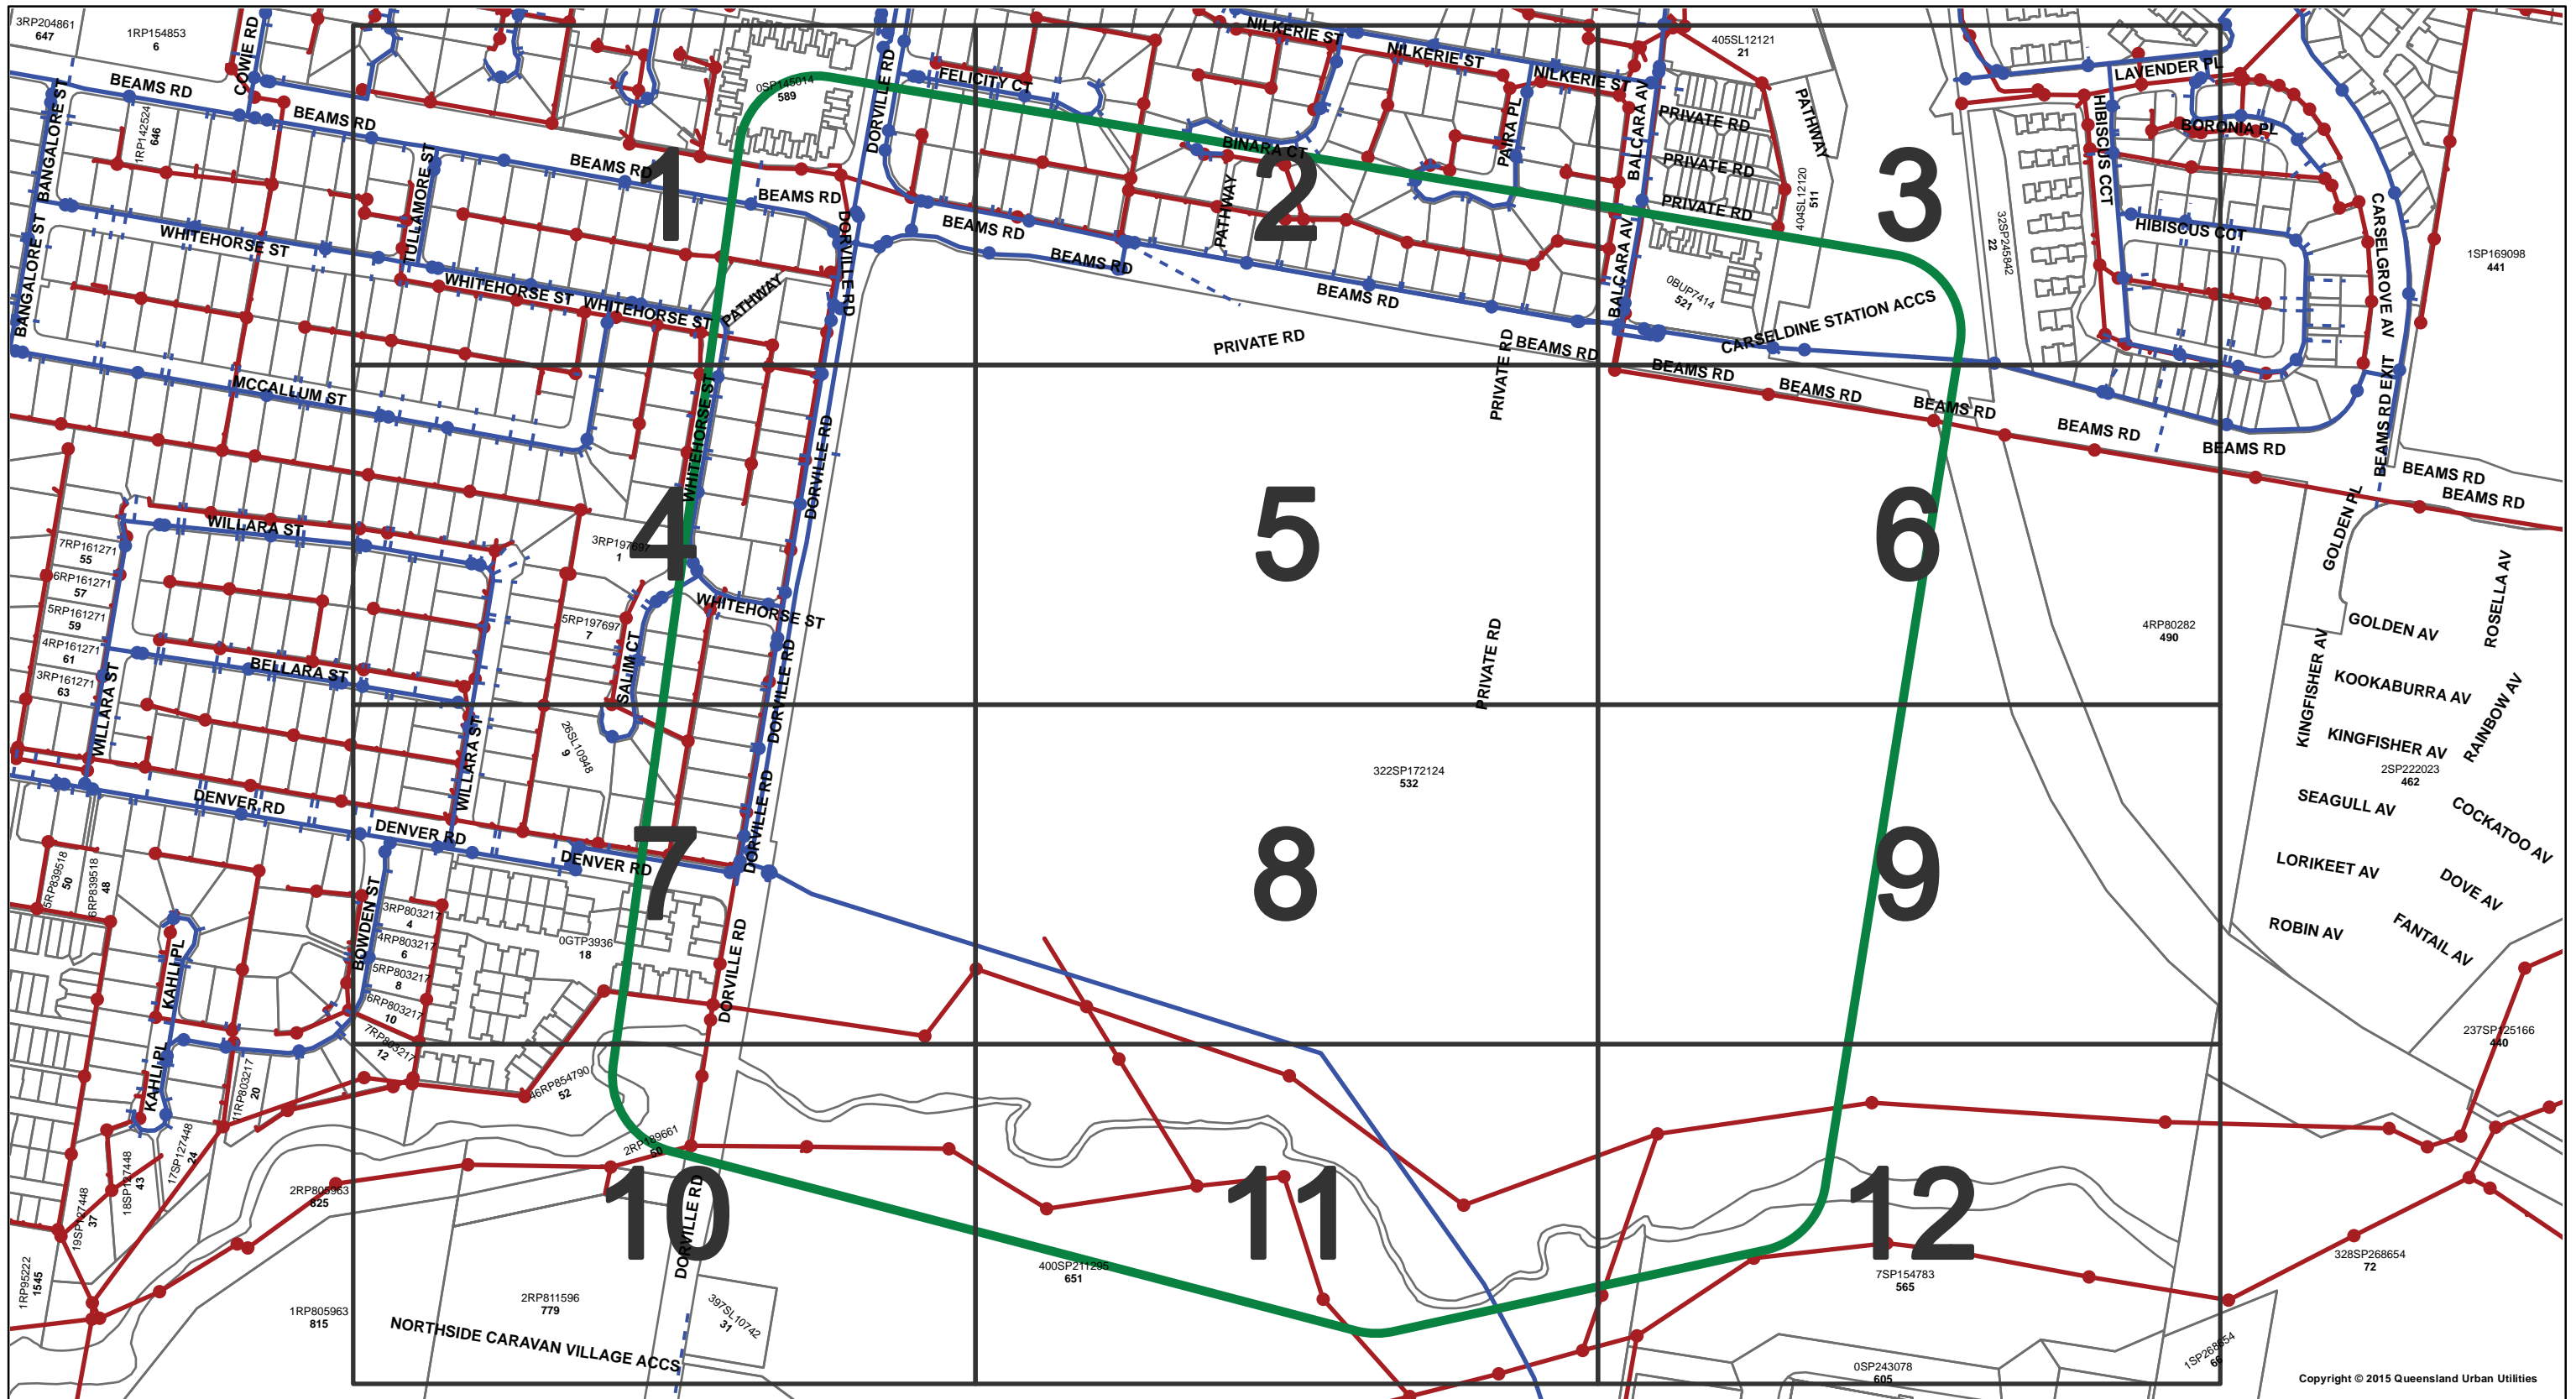 3RP204861
647
1RP154853
6
COWIE RD
BEAMS RD
BANGALORE ST
1RP142524
646
BEAMS RD
TULLAMORE ST
BEAMS RD
1
0SP145014
589
BEAMS RD
DORVILLE RD
FELICITY CT
NILKERIE ST
NILKERIE ST
NILKERIE ST
BINARA CT
2
PATHWAY
PAIRA PL
BALCARA AV
405SL12121
21
PRIVATE RD
PRIVATE RD
PRIVATE RD
PATHWAY
404SL12120
511
3
LAVENDER PL
HIBISCUS CCT
BORONIA PL
HIBISCUS CCT
CARSELGROVE AV
1SP169098
441
32SP245842
22
BANGALORE ST
WHITEHORSE ST
WHITEHORSE ST
WHITEHORSE ST
PATHWAY
DORVILLE RD
BEAMS RD
BEAMS RD
BEAMS RD
BALCARA AV
0BUP7414
521
CARSELDINE STATION ACCS
PRIVATE RD
PRIVATE RD
BEAMS RD
BEAMS RD
BEAMS RD
BEAMS RD
BEAMS RD
BEAMS RD
BEAMS RD EXIT
BEAMS RD
BEAMS RD
MCCALLUM ST
WHITEHORSE ST
DORVILLE RD
WILLARA ST
3RP197697
1
4
5
6
7RP161271
55
6RP161271
57
5RP161271
59
4RP161271
61
3RP161271
63
WILLARA ST
BELLARA ST
5RP197697
7
SALIM CT
WHITEHORSE ST
DORVILLE RD
PRIVATE RD
4RP80282
490
GOLDEN PL
GOLDEN AV
ROSELLA AV
KINGFISHER AV
KOOKABURRA AV
RAINBOW AV
KINGFISHER AV
2SP222023
462
SEAGULL AV
COCKATOO AV
LORIKEET AV
DOVE AV
ROBIN AV
FANTAIL AV
WILLARA ST
26SL10948
9
DORVILLE RD
322SP172124
532
DENVER RD
DENVER RD
DENVER RD
7
8
9
5RP839518
50
6RP839518
48
BOWDEN ST
3RP803217
4
4RP803217
6
5RP803217
8
6RP803217
10
7RP803217
12
0GTP3936
18
DORVILLE RD
KAHLI PL
KAHLI PL
11RP803217
20
46RP854790
52
2RP189661
50
237SP125166
440
17SP127448
24
18SP127448
43
19SP127448
37
2RP805963
825
10
11
12
DORVILLE RD
1RP95222
1545
1RP805963
815
2RP811596
779
NORTHSIDE CARAVAN VILLAGE ACCS
397SL10742
31
400SP211295
651
7SP154783
565
328SP268654
72
1SP268654
66
0SP243078
605
Copyright © 2015 Queensland Urban Utilities